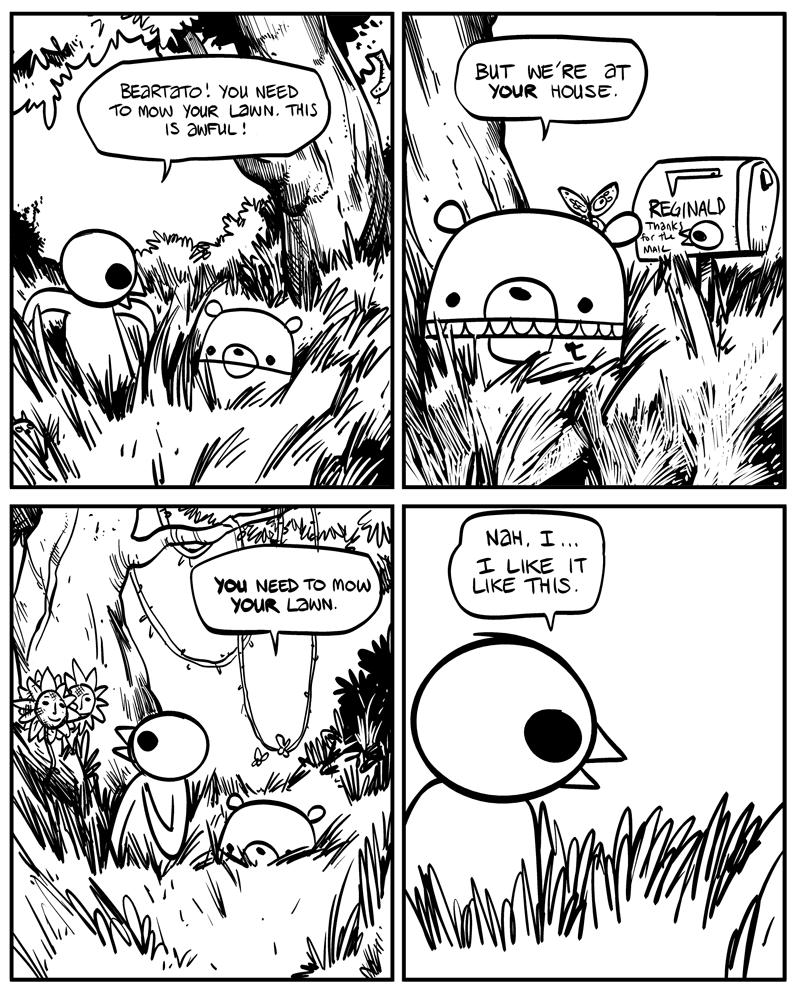 BEARTATO! YOU NEED
TO MOW YOUR LAWN. THIS
IS AWFUL!
BUT WE'RE AT
YOUR HOUSE.
REGINALD
Thanks
for the
MAIL
YOU NEED TO MOW
YOUR LAWN.
NAH, I...
I LIKE IT
LIKE THIS.